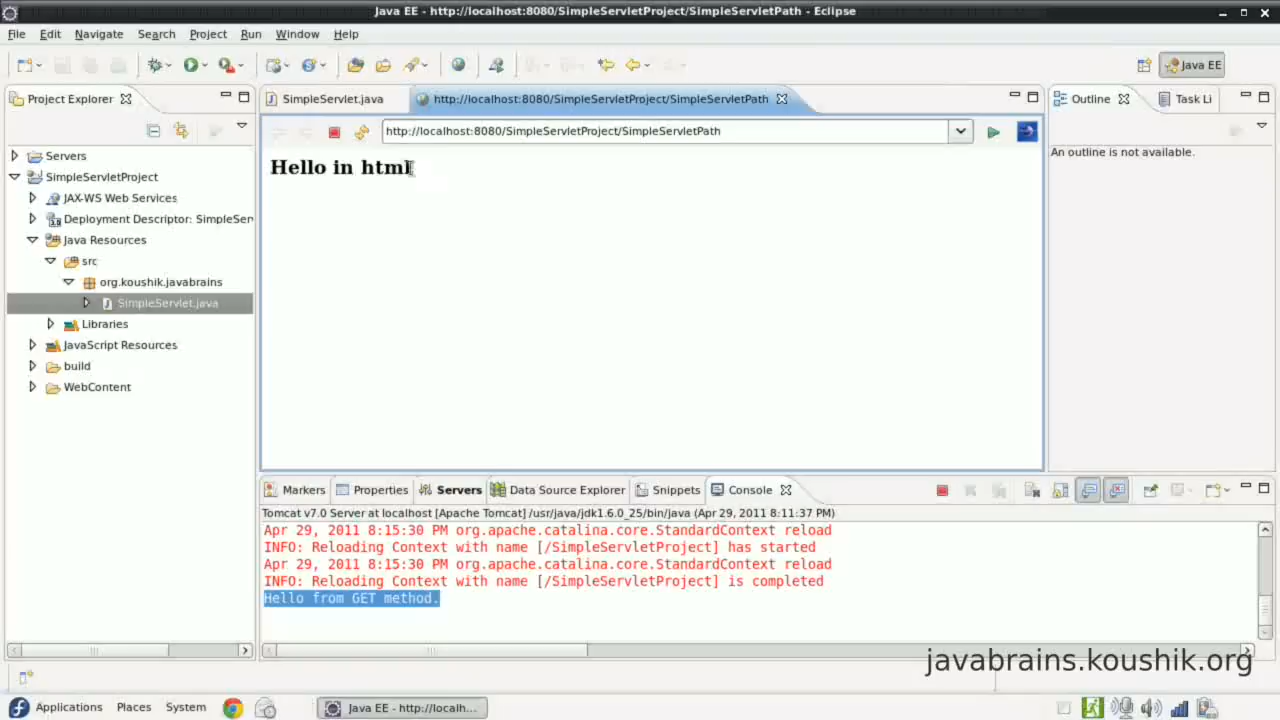 Java EE - http://localhost:8080/SimpleServletProject/SimpleServletPath - Eclipse
File Edit Navigate Search Project Run Window Help
Java EE
Project Explorer
SimpleServlet.java
http://localhost:8080/SimpleServletProject/SimpleServletPath
Outline
Task Li
http://localhost:8080/SimpleServletProject/SimpleServletPath
An outline is not available.
Hello in html
Servers
SimpleServletProject
JAX-WS Web Services
Deployment Descriptor: SimpleSer
Java Resources
src
org.koushik.javabrains
SimpleServlet.java
Libraries
JavaScript Resources
build
WebContent
Markers Properties Servers Data Source Explorer Snippets Console
Tomcat v7.0 Server at localhost [Apache Tomcat] /usr/java/jdk1.6.0_25/bin/java (Apr 29, 2011 8:11:37 PM)
Apr 29, 2011 8:15:30 PM org.apache.catalina.core.StandardContext reload
INFO: Reloading Context with name [/SimpleServletProject] has started
Apr 29, 2011 8:15:30 PM org.apache.catalina.core.StandardContext reload
INFO: Reloading Context with name [/SimpleServletProject] is completed
Hello from GET method.
javabrains.koushik.org
Applications Places System
Java EE - http://localh...